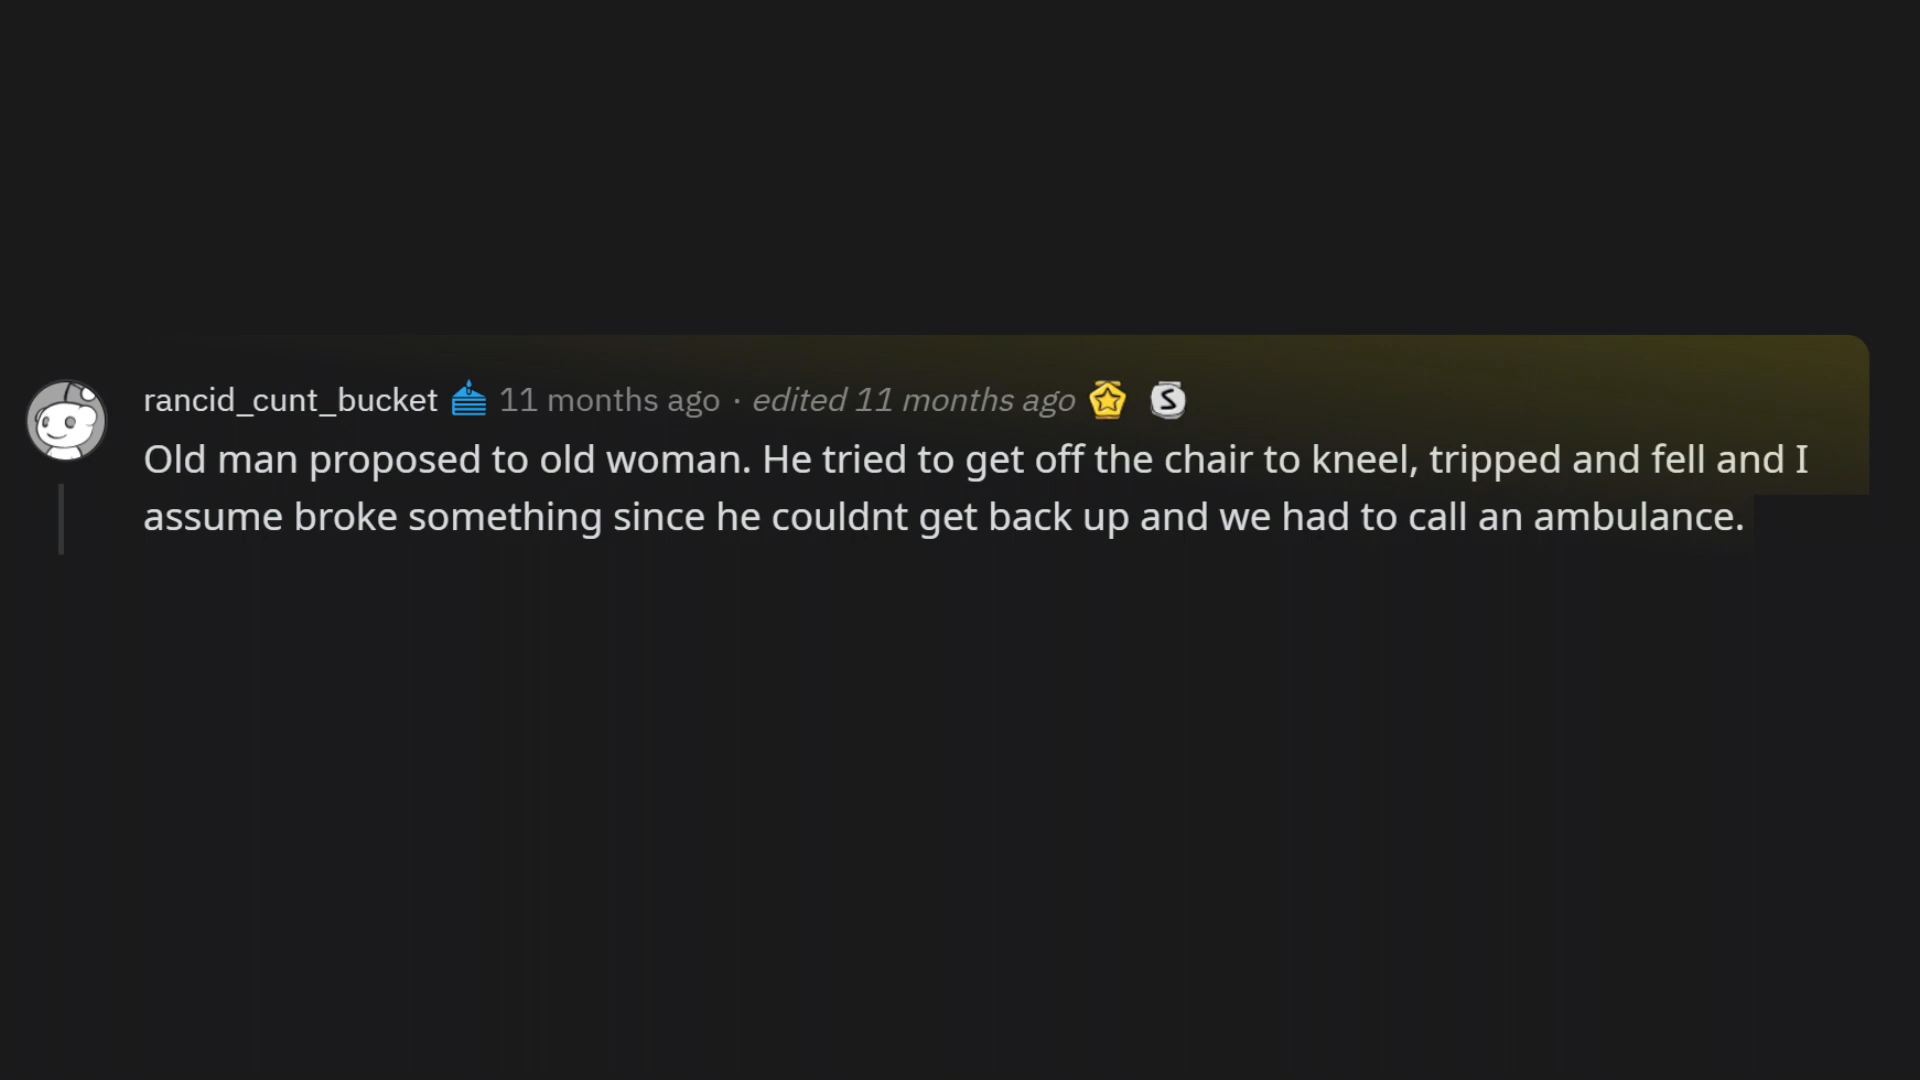 rancid_cunt_bucket 11 months ago · edited 11 months ago S
Old man proposed to old woman. He tried to get off the chair to kneel, tripped and fell and I
assume broke something since he couldnt get back up and we had to call an ambulance.